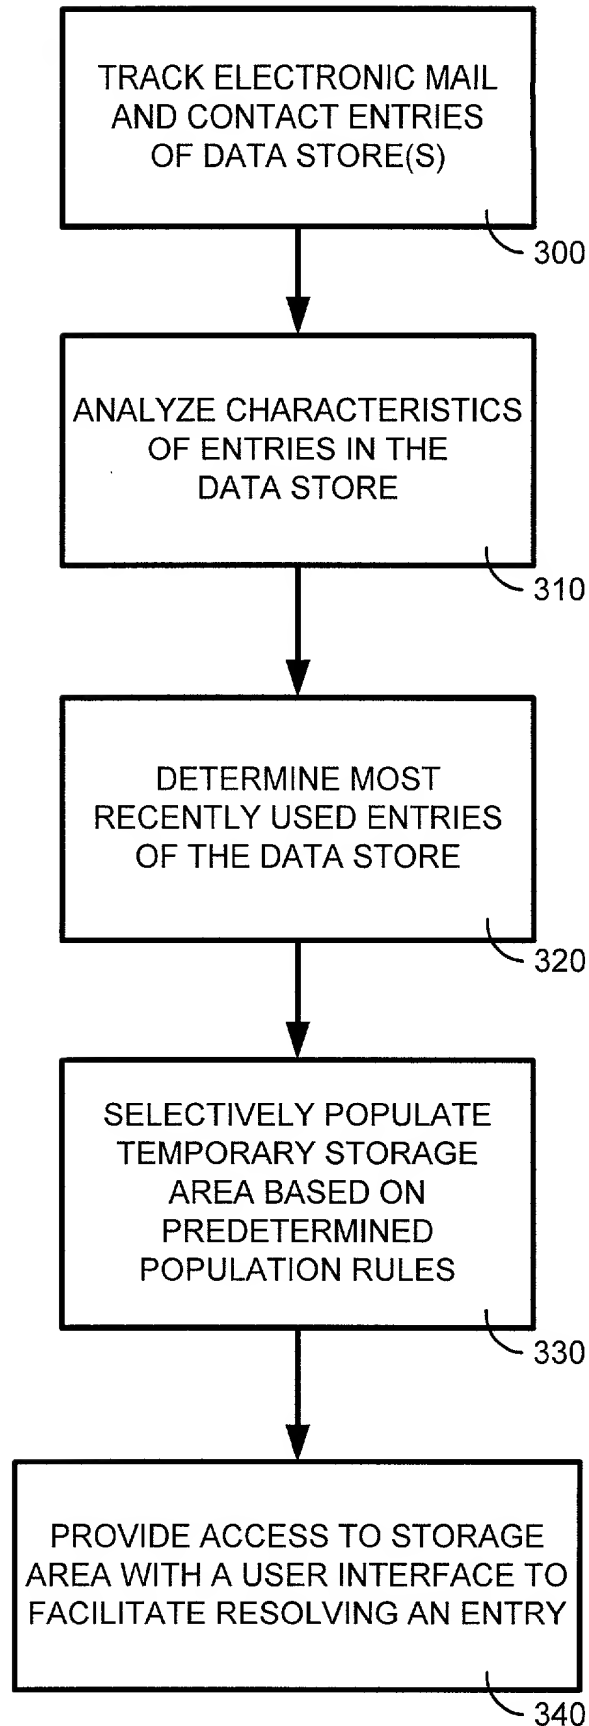 TRACK ELECTRONIC MAIL
AND CONTACT ENTRIES
OF DATA STORE(S)
300
ANALYZE CHARACTERISTICS
OF ENTRIES IN THE
DATA STORE
310
DETERMINE MOST
RECENTLY USED ENTRIES
OF THE DATA STORE
320
SELECTIVELY POPULATE
TEMPORARY STORAGE
AREA BASED ON
PREDETERMINED
POPULATION RULES
330
PROVIDE ACCESS TO STORAGE
AREA WITH A USER INTERFACE TO
FACILITATE RESOLVING AN ENTRY
340